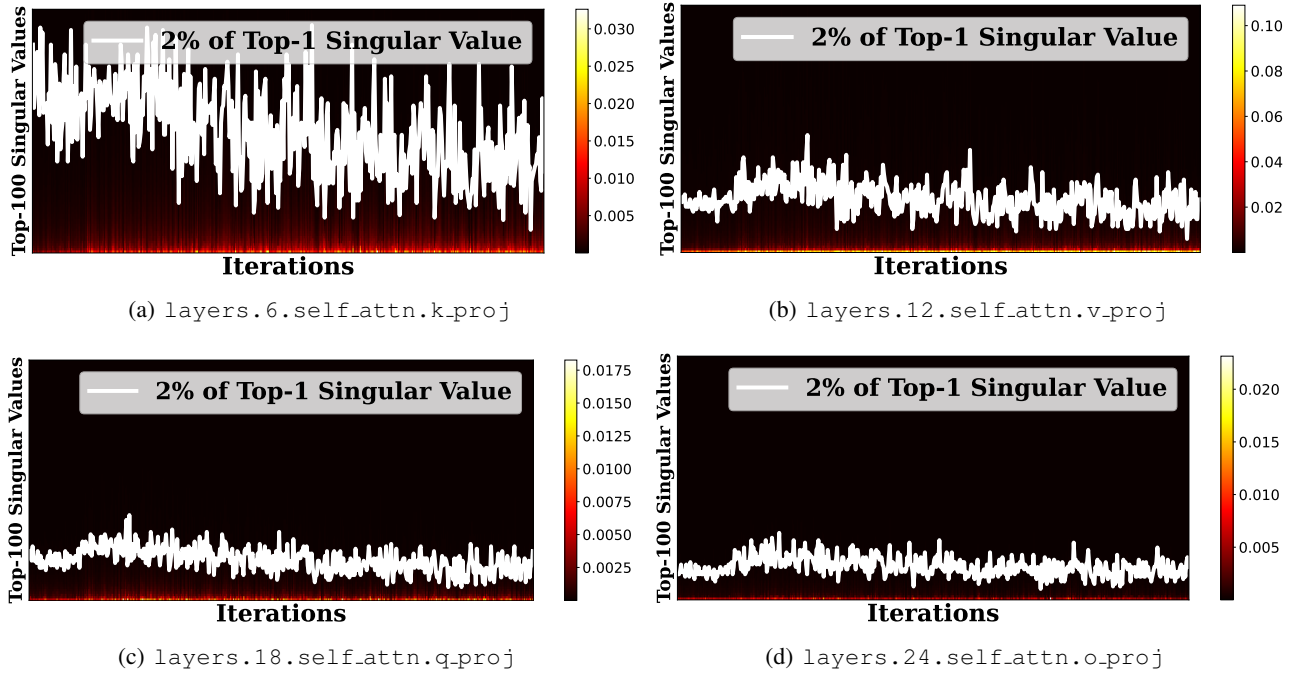 2% of Top-1 Singular Value
Top-100 Singular Values
0.030
0.025
0.020
0.015
0.010
0.005
Iterations
(a) layers.6.self_attn.k_proj
2% of Top-1 Singular Value
Top-100 Singular Values
0.10
0.08
0.06
0.04
0.02
Iterations
(b) layers.12.self_attn.v_proj
2% of Top-1 Singular Value
Top-100 Singular Values
0.0175
0.0150
0.0125
0.0100
0.0075
0.0050
0.0025
Iterations
(c) layers.18.self_attn.q_proj
2% of Top-1 Singular Value
Top-100 Singular Values
0.020
0.015
0.010
0.005
Iterations
(d) layers.24.self_attn.o_proj